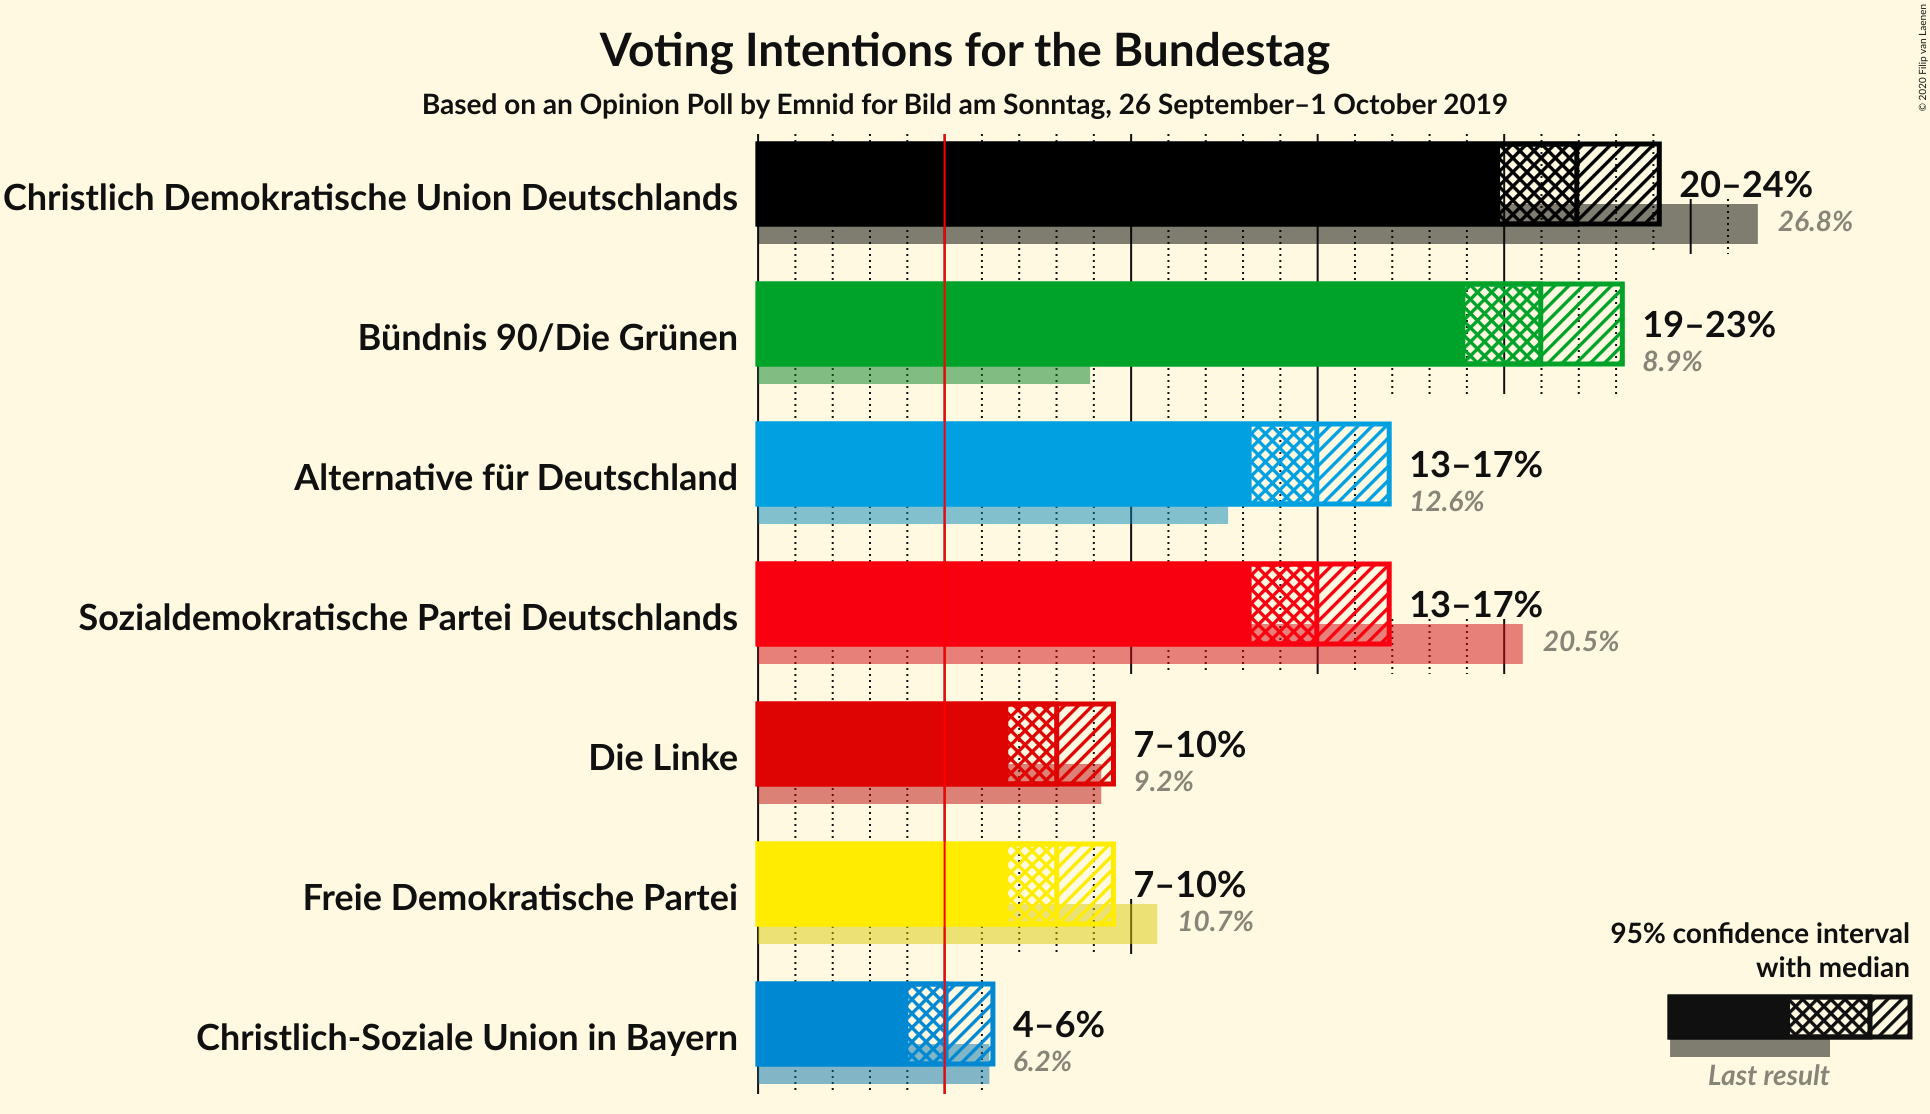 Voting Intentions for the Bundestag
Based on an Opinion Poll by Emnid for Bild am Sonntag, 26 September–1 October 2019
© 2020 Filip van Laenen
Christlich Demokratische Union Deutschlands
20–24%
26.8%
Bündnis 90/Die Grünen
19–23%
8.9%
Alternative für Deutschland
13–17%
12.6%
Sozialdemokratische Partei Deutschlands
13–17%
20.5%
Die Linke
7–10%
9.2%
Freie Demokratische Partei
7–10%
10.7%
Christlich-Soziale Union in Bayern
4–6%
6.2%
95% confidence interval
with median
Last result